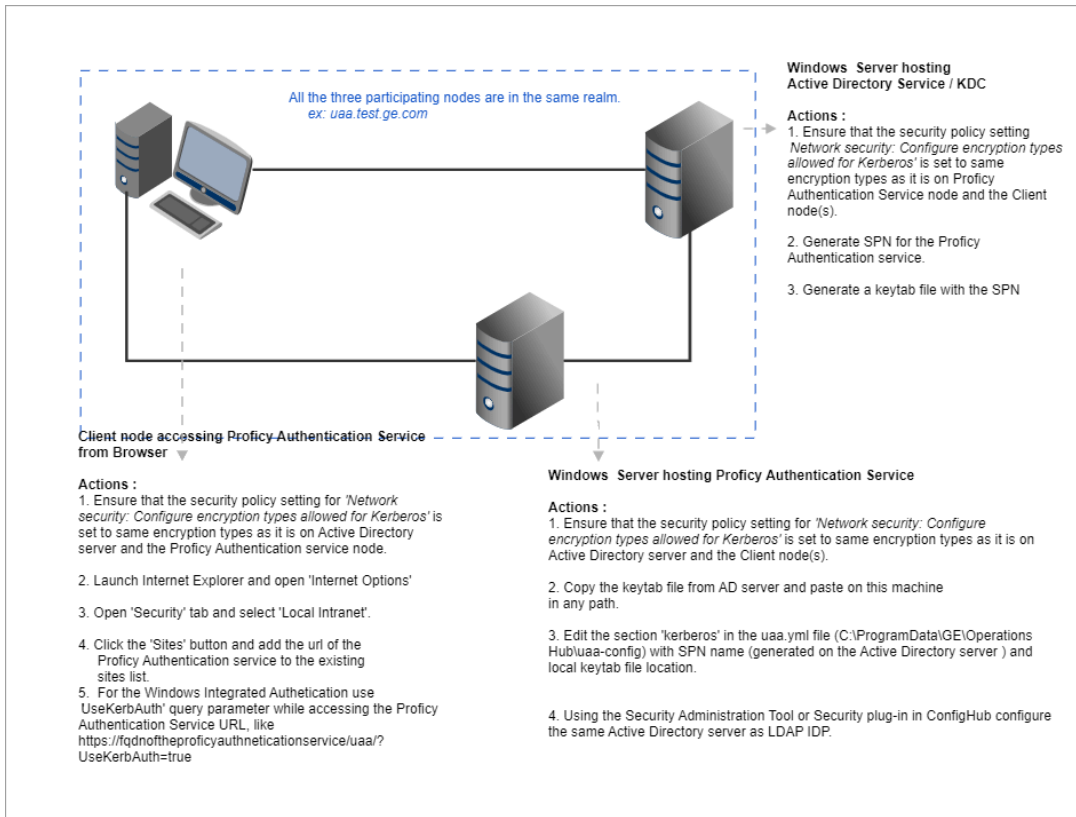 All the three participating nodes are in the same realm.
ex: uaa.test.ge.com
Windows  Server hosting
Active Directory Service / KDC
Actions :
1. Ensure that the security policy setting
'Network security: Configure encryption types
allowed for Kerberos' is set to same
encryption types as it is on Proficy
Authentication Service node and the Client
node(s).
2. Generate SPN for the Proficy
Authentication service.
3. Generate a keytab file with the SPN
Client node accessing Proficy Authentication Service
from Browser
Actions :
1. Ensure that the security policy setting for 'Network
security: Configure encryption types allowed for Kerberos' is
set to same encryption types as it is on Active Directory
server and the Proficy Authentication service node.
2. Launch Internet Explorer and open 'Internet Options'
3. Open 'Security' tab and select 'Local Intranet'.
4. Click the 'Sites' button and add the url of the
Proficy Authentication service to the existing
sites list.
5.  For the Windows Integrated Authetication use
'UseKerbAuth' query parameter while accessing the Proficy
Authentication Service URL, like
https://fqdnoftheproficyauthneticationservice/uaa/?
UseKerbAuth=true
Windows  Server hosting Proficy Authentication Service
Actions :
1. Ensure that the security policy setting for 'Network security: Configure
encryption types allowed for Kerberos' is set to same encryption types as it is on
Active Directory server and the Client node(s).
2. Copy the keytab file from AD server and paste on this machine
in any path.
3. Edit the section 'kerberos' in the uaa.yml file (C:\ProgramData\GE\Operations
Hub\uaa-config) with SPN name (generated on the Active Directory server ) and
local keytab file location.
4. Using the Security Administration Tool or Security plug-in in ConfigHub configure
the same Active Directory server as LDAP IDP.